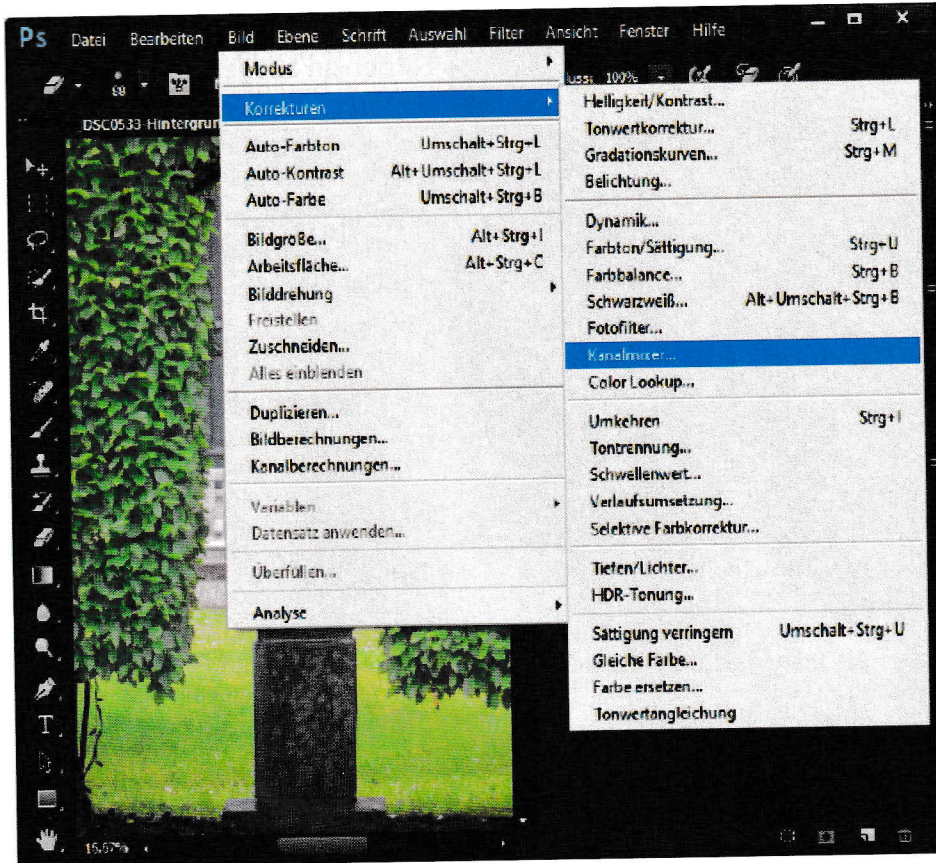 Ps Datei Bearbeiten Bild Ebene Schrift Auswahl Filter Ansicht Fenster Hilfe
100%
DSC0533-Hintergrun
Modus
Korrekturen
Auto-Farbton Umschalt+Strg+L
Auto-Kontrast Alt+Umschalt+Strg+L
Auto-Farbe Umschalt+Strg+B
Bildgröße... Alt+Strg+I
Arbeitsfläche... Alt+Strg+C
Bilddrehung
Freistellen
Zuschneiden...
Alles einblenden
Duplizieren...
Bildberechnungen...
Kanalberechnungen...
Variablen
Datensatz anwenden...
Überfüllen...
Analyse
Helligkeit/Kontrast...
Tonwertkorrektur... Strg+L
Gradationskurven... Strg+M
Belichtung...
Dynamik...
Farbton/Sättigung... Strg+U
Farbbalance... Strg+B
Schwarzweiß... Alt+Umschalt+Strg+B
Fotofilter...
Kanalmixer...
Color Lookup...
Umkehren Strg+I
Tontrennung...
Schwellenwert...
Verlaufsumsetzung...
Selektive Farbkorrektur...
Tiefen/Lichter...
HDR-Tonung...
Sättigung verringern Umschalt+Strg+U
Gleiche Farbe...
Farbe ersetzen...
Tonwertangleichung
T